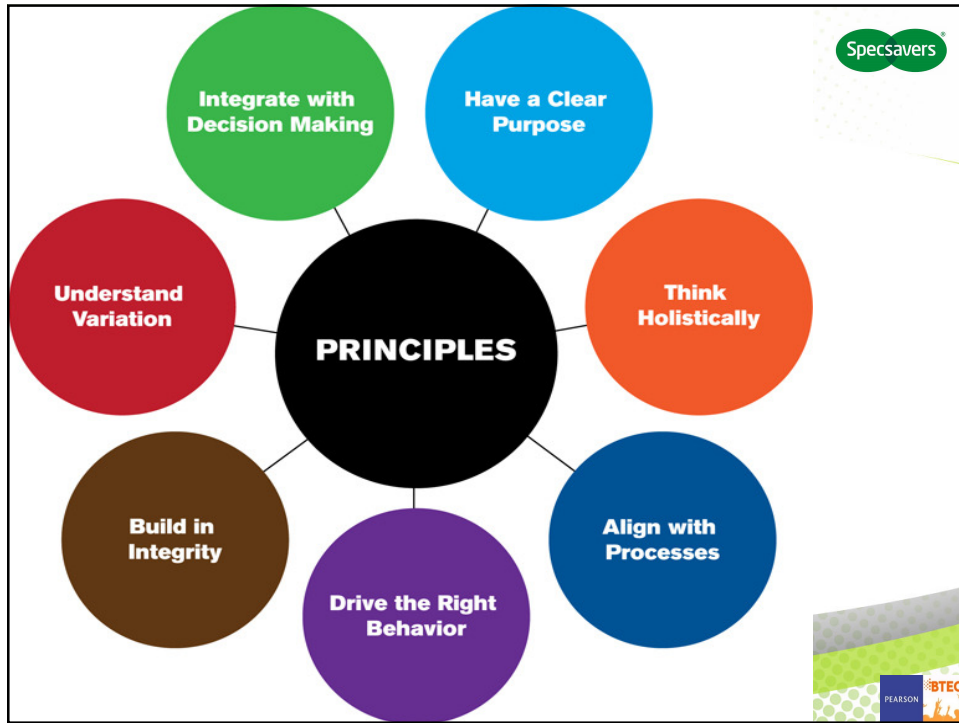 Specsavers®
Integrate with
Decision Making
Have a Clear
Purpose
Understand
Variation
Think
Holistically
PRINCIPLES
Build in
Integrity
Align with
Processes
Drive the Right
Behavior
PEARSON
BTEC